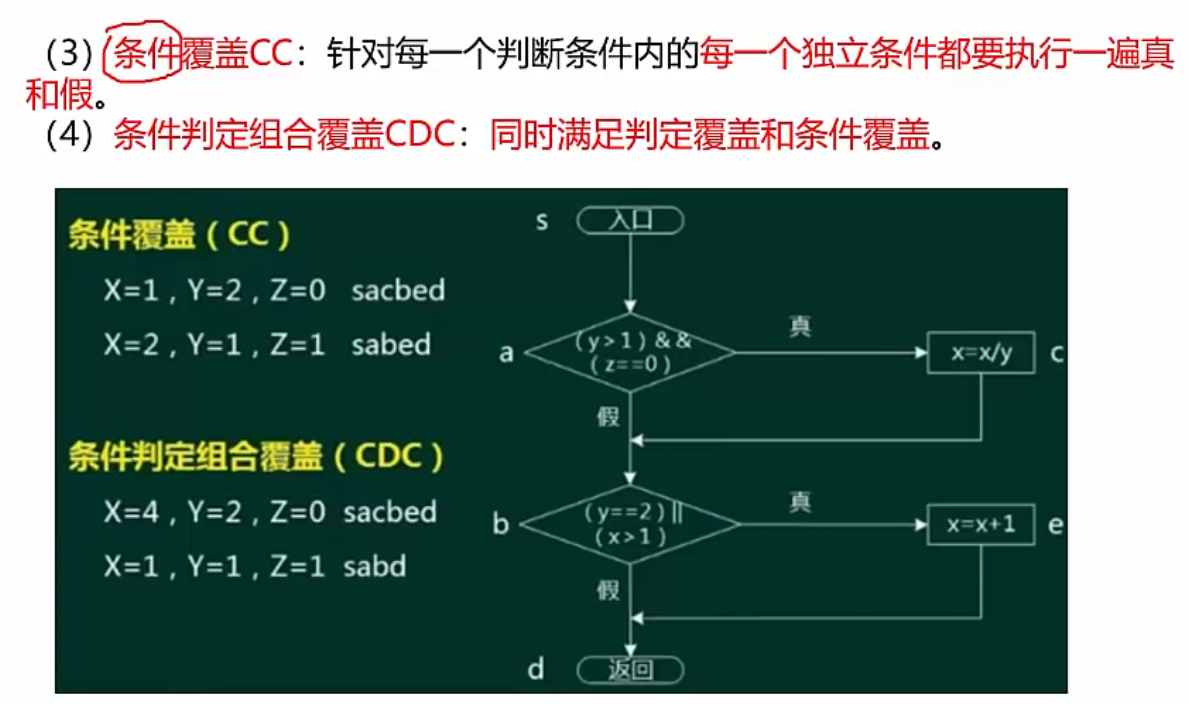 （3）条件覆盖CC：针对每一个判断条件内的每一个独立条件都要执行一遍真
和假。
（4）条件判定组合覆盖CDC：同时满足判定覆盖和条件覆盖。
条件覆盖（CC）
X=1，Y=2，Z=0 sacbed
X=2，Y=1，Z=1 sabed
条件判定组合覆盖（CDC）
X=4，Y=2，Z=0 sacbed
X=1，Y=1，Z=1 sabd
s
入口
a
(y>1)&&
(z==0)
真
x=x/y
c
假
b
(y==2)||
(x>1)
真
x=x+1
e
假
d
返回